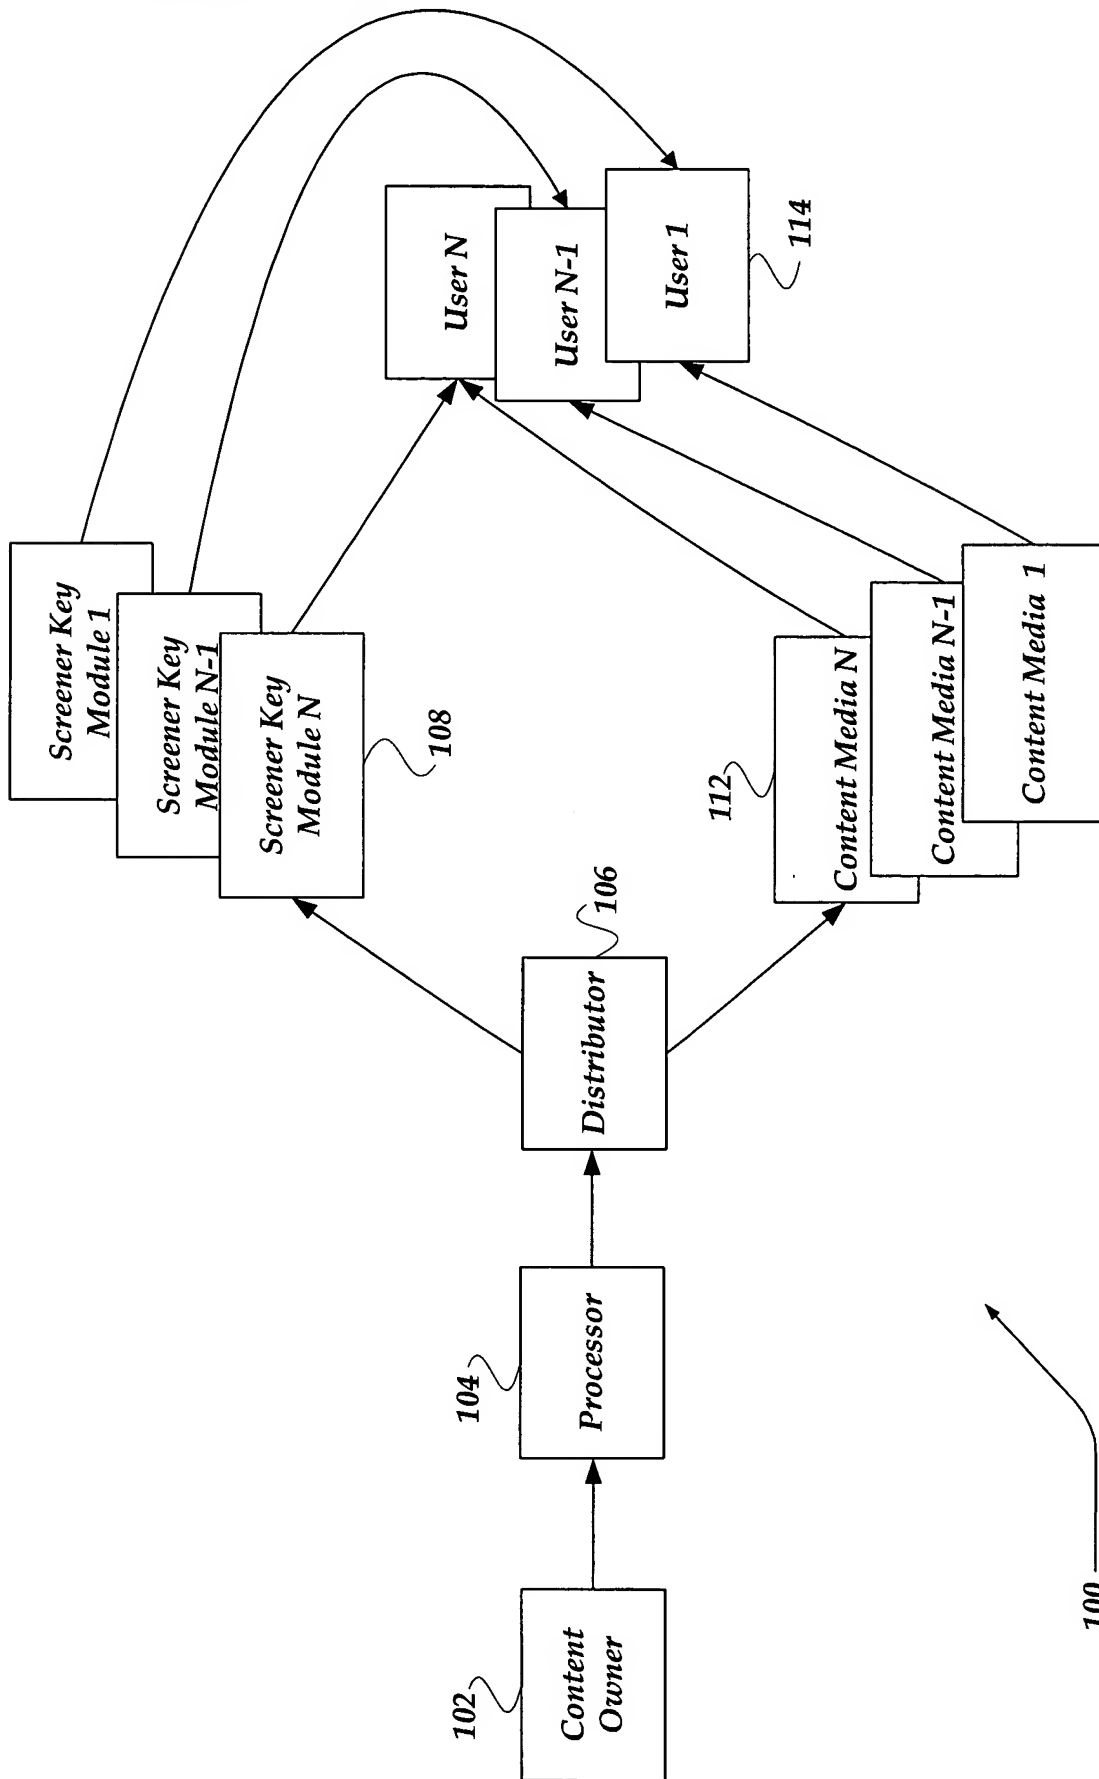 Screener Key
Module 1
Screener Key
Module N-1
Screener Key
Module N
108
User N
User N-1
User 1
114
102
Content
Owner
104
Processor
Distributor
106
112
Content Media N
Content Media N-1
Content Media 1
100